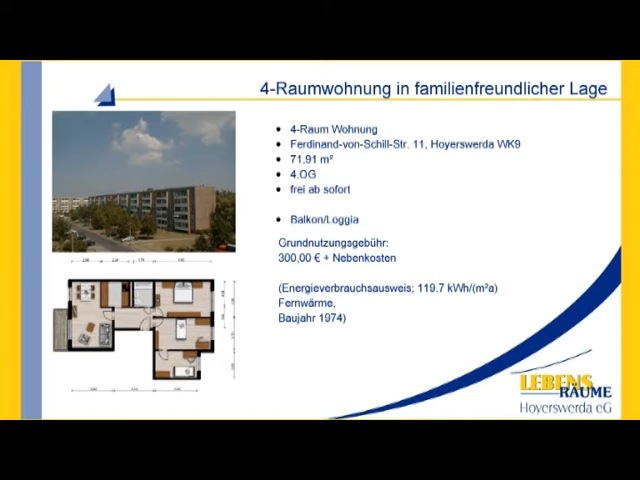 4-Raumwohnung in familienfreundlicher Lage
• 4-Raum Wohnung
• Ferdinand-von-Schill-Str. 11, Hoyerswerda WK9
• 71,91 m²
• 4.OG
• frei ab sofort
• Balkon/Loggia
Grundnutzungsgebühr:
300,00 € + Nebenkosten
(Energieverbrauchsausweis; 119.7 kWh/(m²a)
Fernwärme,
Baujahr 1974)
LEBENS
RÄUME
Hoyerswerda eG